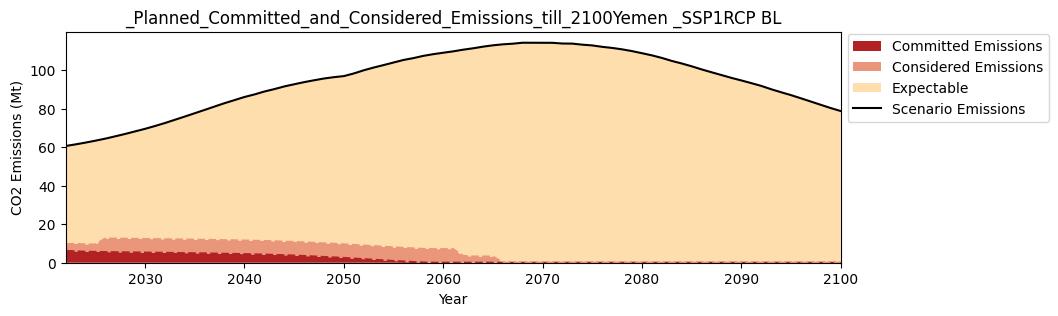 _Planned_Committed_and_Considered_Emissions_till_2100Yemen _SSP1RCP BL
Committed Emissions
Considered Emissions
Expectable
Scenario Emissions
CO2 Emissions (Mt)
100
80
60
40
20
0
2030 2040 2050 2060 2070 2080 2090 2100
Year